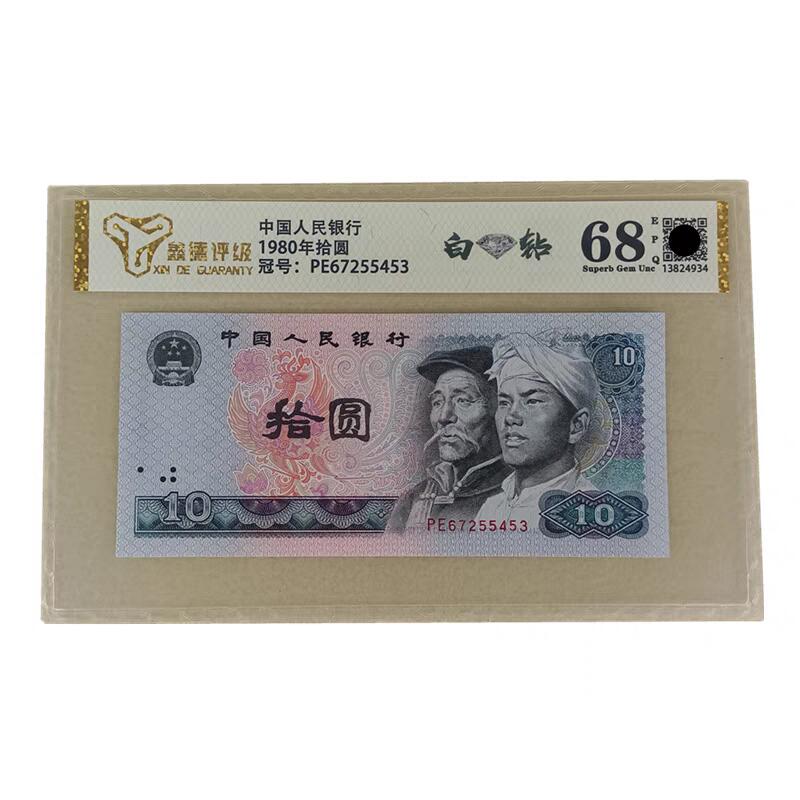 鑫德评级
XIN DE GUARANTY
中国人民银行
1980年拾圆
冠号：PE67255453
白钻
68
EPQ
Superb Gem Unc
13824934
中国人民银行
10
拾圆
10
PE67255453
10